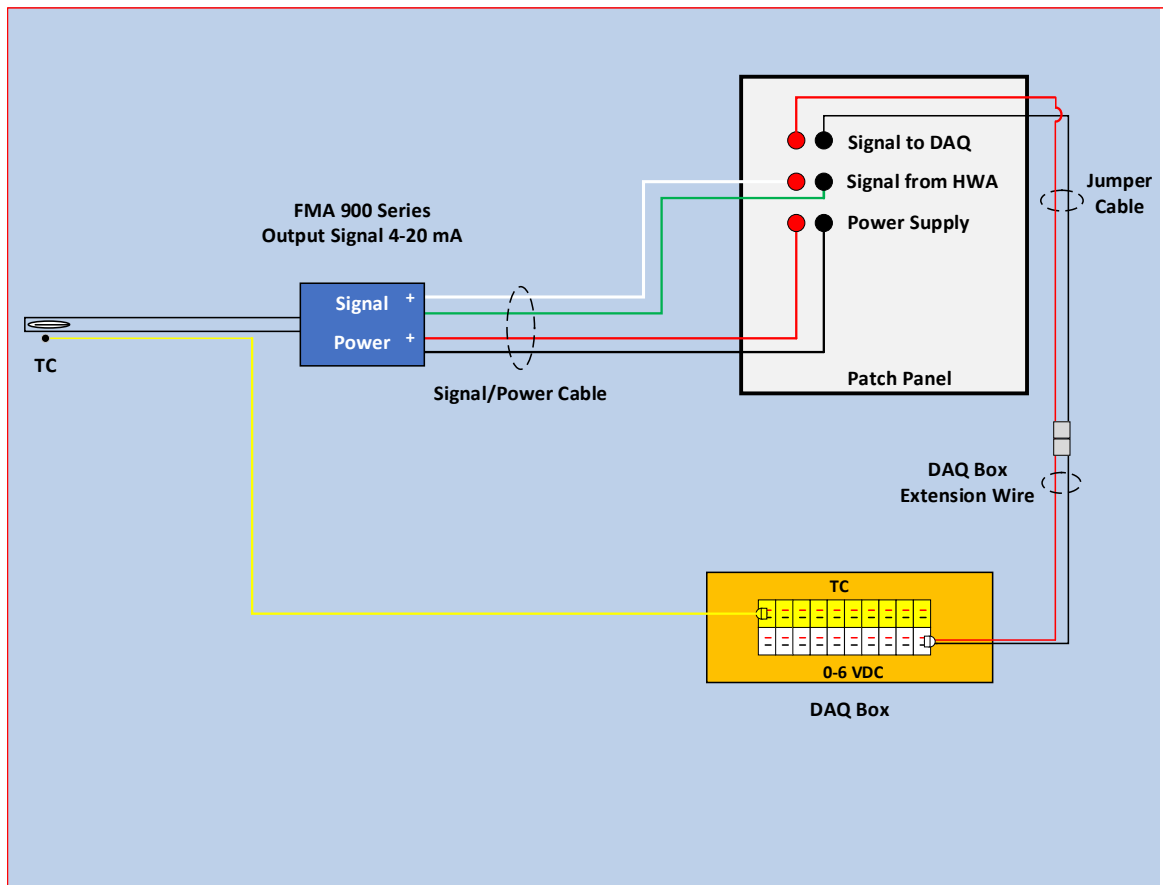 Signal to DAQ
Signal from HWA
Power Supply
Patch Panel
Jumper
Cable
FMA 900 Series
Output Signal 4-20 mA
Signal +
Power +
TC
Signal/Power Cable
DAQ Box
Extension Wire
TC
0-6 VDC
DAQ Box